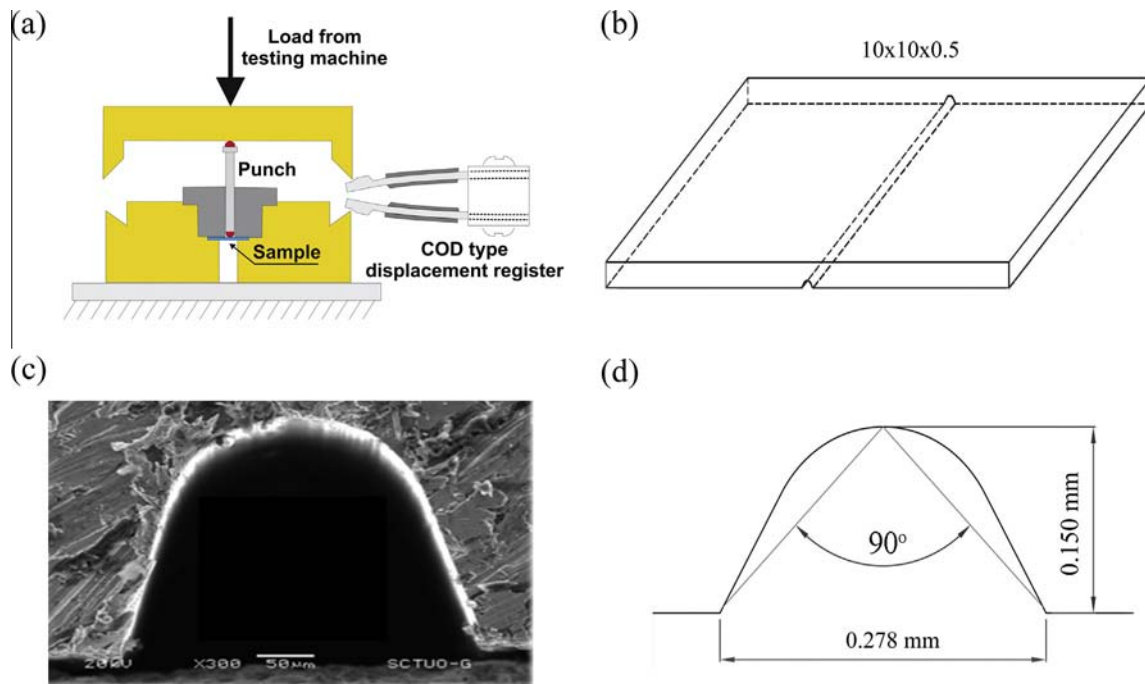 (a)
Load from
testing machine
Punch
Sample
COD type
displacement register
(b)
10x10x0.5
(c)
20kV X300 50µm SCTUO-G
(d)
90°
0.150 mm
0.278 mm